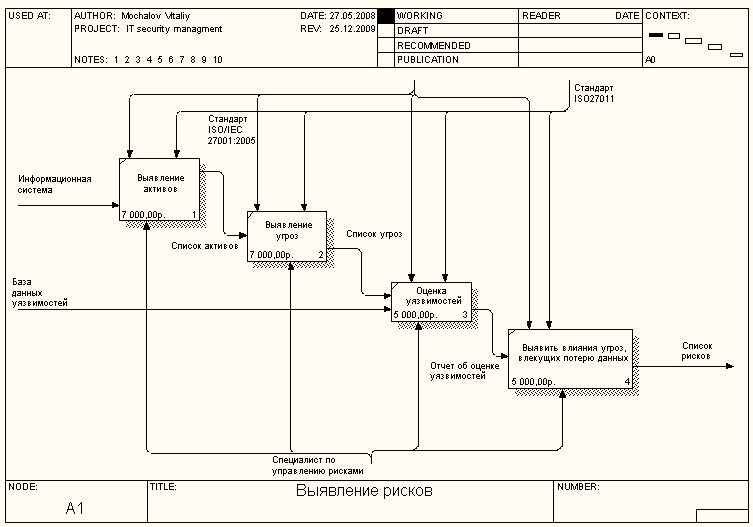 USED AT:
AUTHOR: Mochalov Vitaliy
DATE: 27.05.2008
WORKING
READER
DATE
CONTEXT:
PROJECT: IT security managment
REV: 25.12.2009
DRAFT
RECOMMENDED
NOTES: 1 2 3 4 5 6 7 8 9 10
PUBLICATION
A0
Стандарт
ISO27011
Стандарт
ISO/IEC
27001:2005
Информационная
система
Выявление
активов
7 000,00р. 1
Список активов
Выявление
угроз
7 000,00р. 2
Список угроз
База
данных
уязвимостей
Оценка
уязвимостей
5 000,00р. 3
Отчет об оценке
уязвимостей
Выявить влияния угроз,
влекущих потерю данных
5 000,00р. 4
Список
рисков
Специалист по
управлению рисками
NODE:
A1
TITLE:
Выявление рисков
NUMBER: